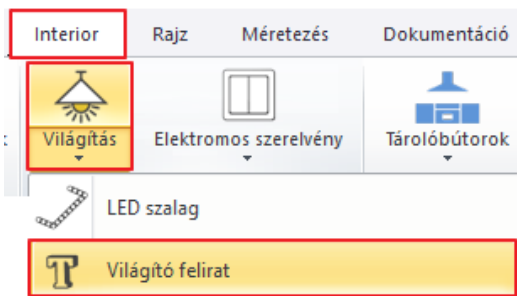 Interior Rajz Méretezés Dokumentáció
Világítás Elektromos szerelvény Tárolóbútorok
LED szalag
Világító felirat